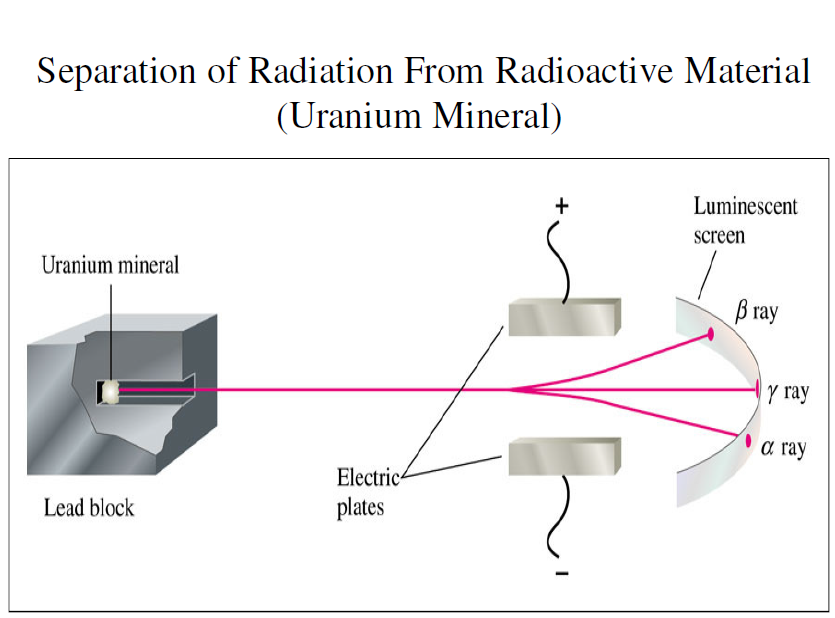 Separation of Radiation From Radioactive Material
(Uranium Mineral)
+
Luminescent
screen
Uranium mineral
β ray
γ ray
α ray
Electric
plates
Lead block
−